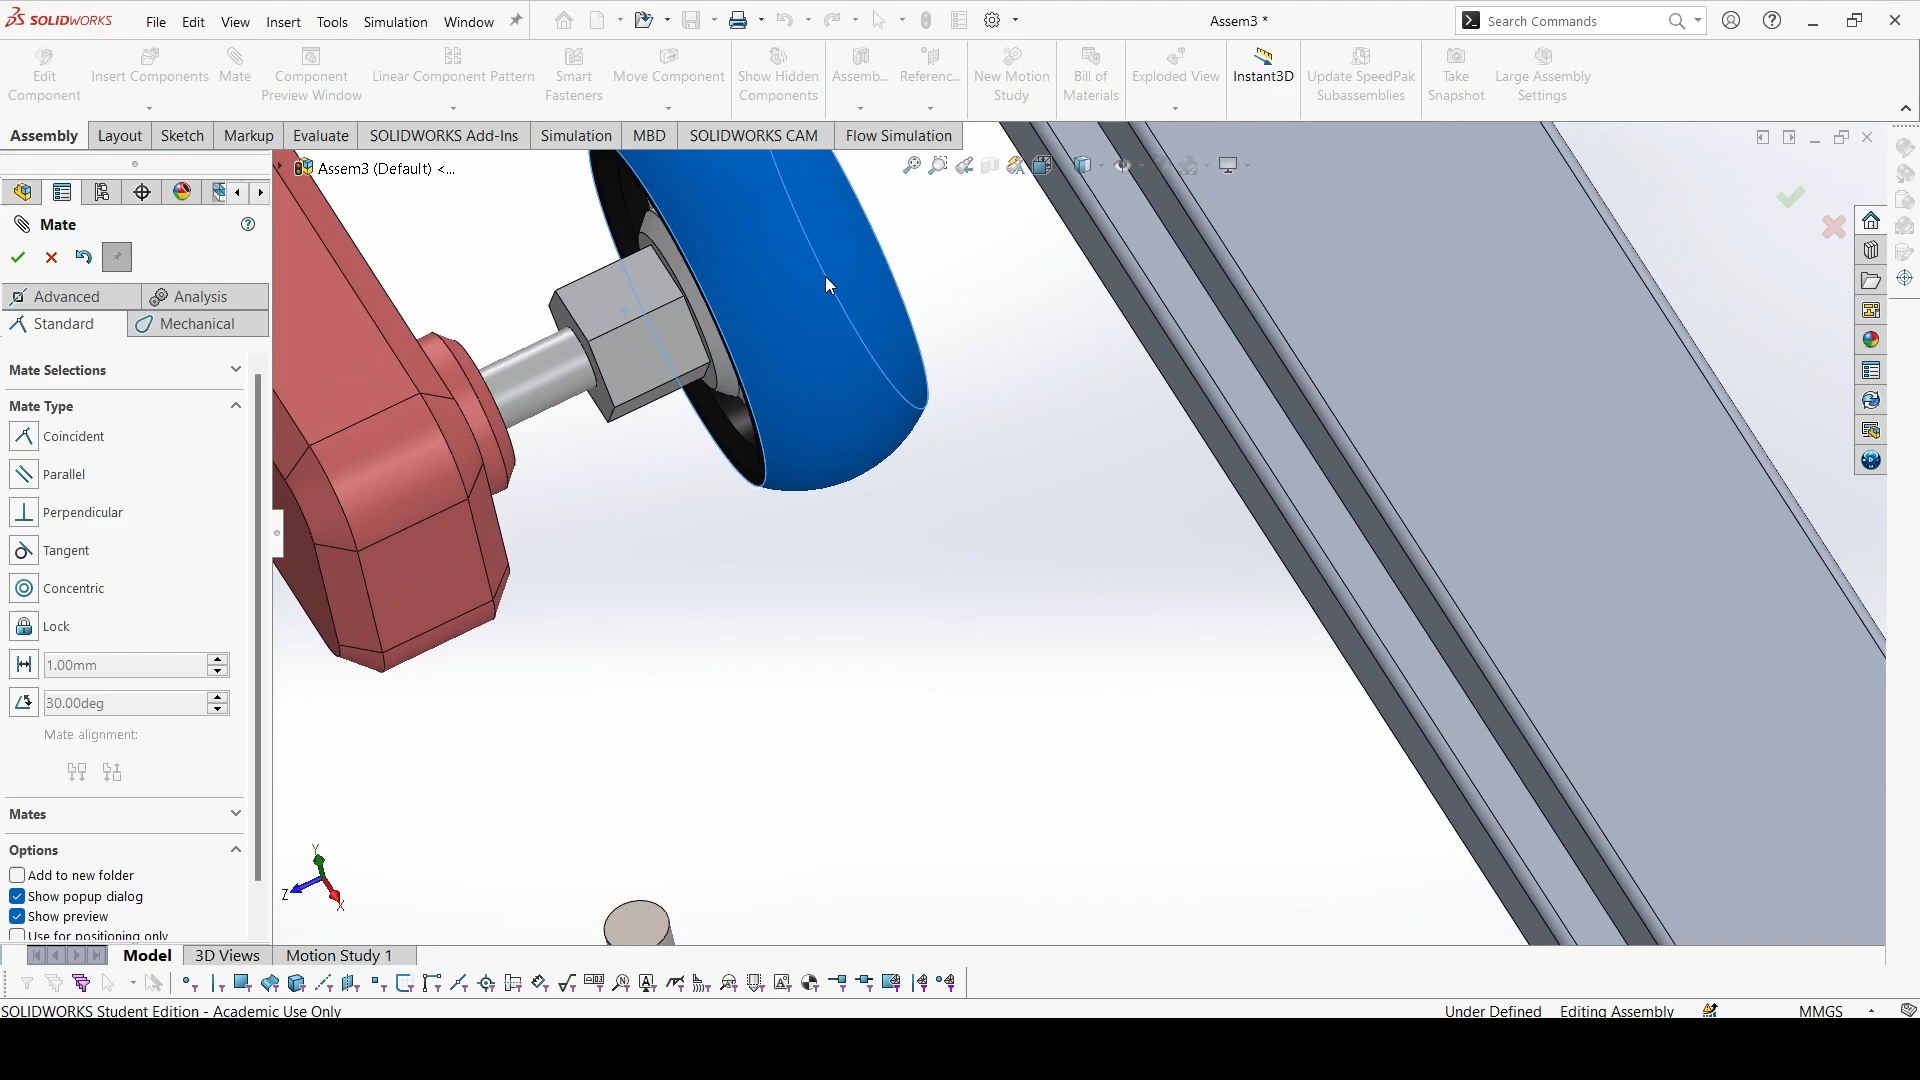 SOLIDWORKS File Edit View Insert Tools Simulation Window Assem3 * Search Commands
Edit Component
Insert Components
Mate
Component Preview Window
Linear Component Pattern
Smart Fasteners
Move Component
Show Hidden Components
Assemb...
Referenc...
New Motion Study
Bill of Materials
Exploded View
Instant3D
Update SpeedPak Subassemblies
Take Snapshot
Large Assembly Settings
Assembly Layout Sketch Markup Evaluate SOLIDWORKS Add-Ins Simulation MBD SOLIDWORKS CAM Flow Simulation
Assem3 (Default) <...
Mate
Advanced Analysis
Standard Mechanical
Mate Selections
Mate Type
Coincident
Parallel
Perpendicular
Tangent
Concentric
Lock
1.00mm
30.00deg
Mate alignment:
Mates
Options
Add to new folder
Show popup dialog
Show preview
Use for positioning only
Y
Z
X
Model 3D Views Motion Study 1
SOLIDWORKS Student Edition - Academic Use Only Under Defined Editing Assembly MMGS